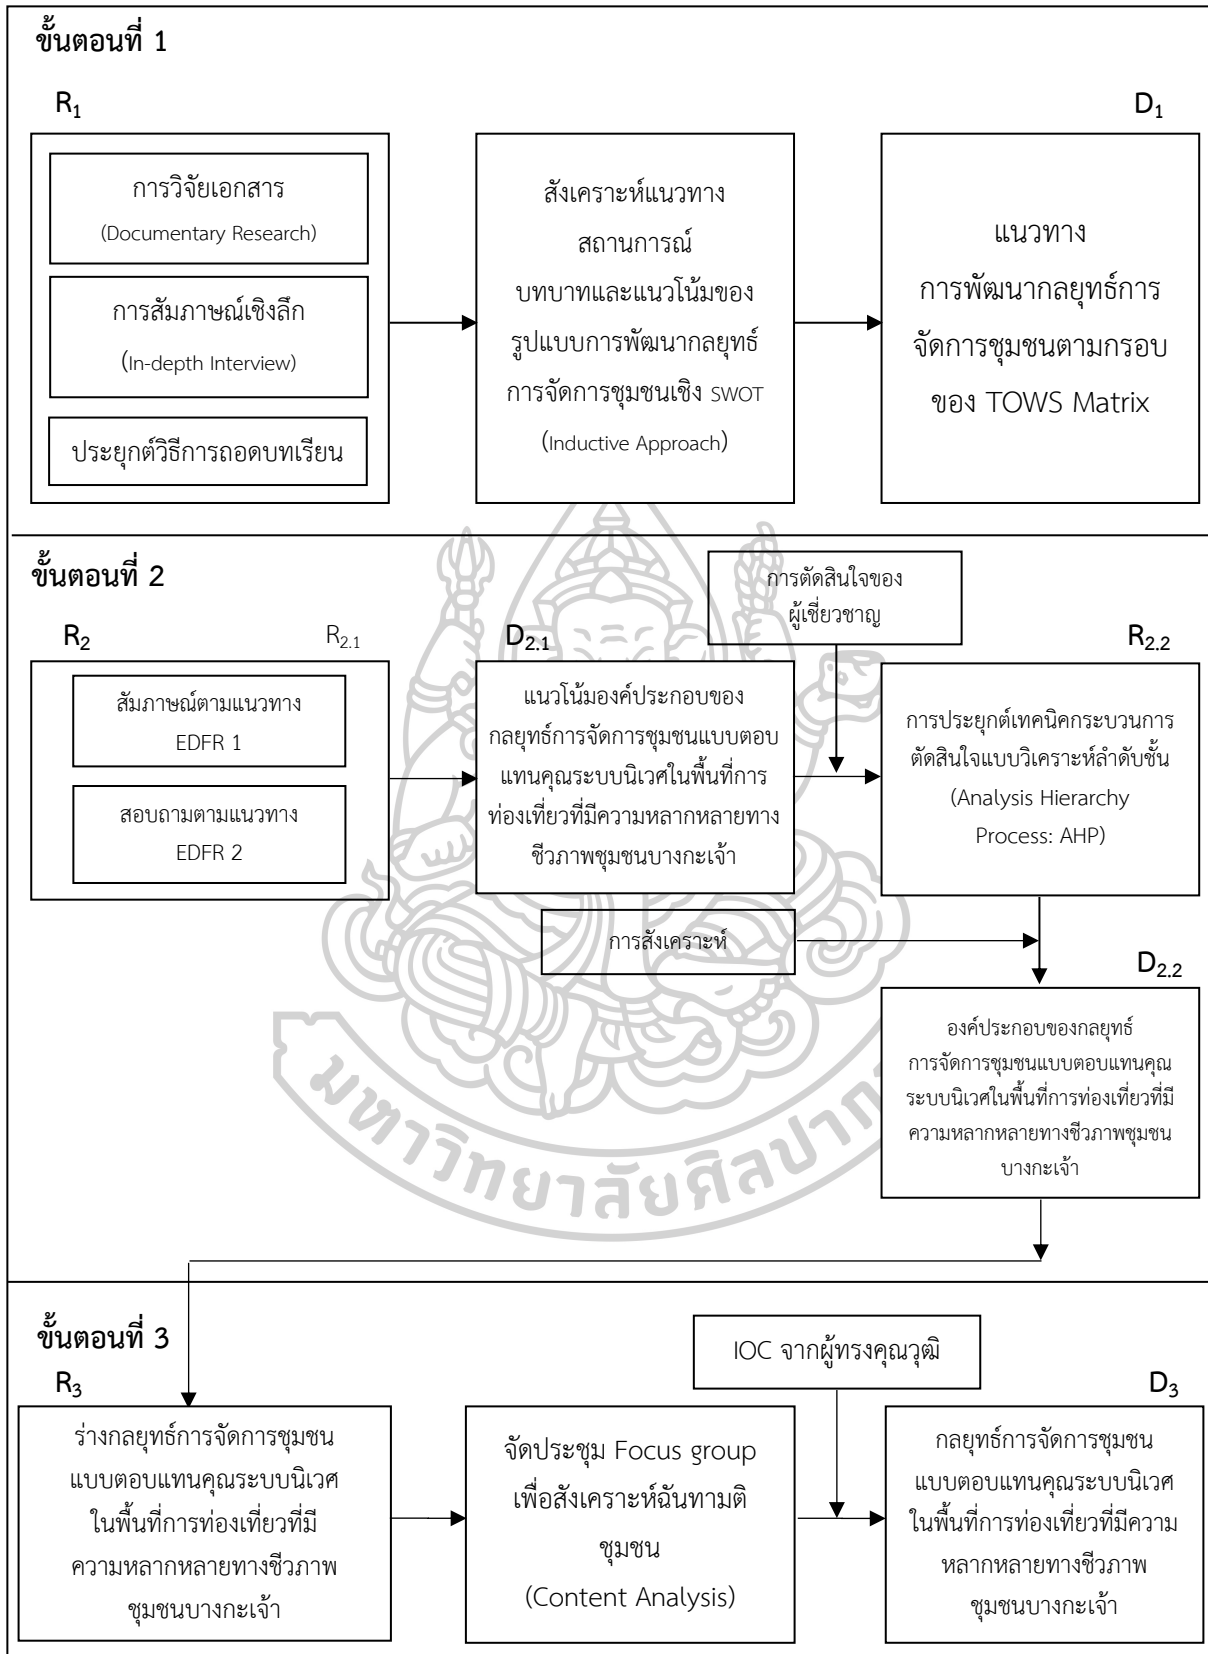 ขั้นตอนที่ 1
R1
D1
การวิจัยเอกสาร
(Documentary Research)
การสัมภาษณ์เชิงลึก
(In-depth Interview)
ประยุกต์วิธีการถอดบทเรียน
สังเคราะห์แนวทาง
สถานการณ์
บทบาทและแนวโน้มของ
รูปแบบการพัฒนากลยุทธ์
การจัดการชุมชนเชิง SWOT
(Inductive Approach)
แนวทาง
การพัฒนากลยุทธ์การ
จัดการชุมชนตามกรอบ
ของ TOWS Matrix
ขั้นตอนที่ 2
การตัดสินใจของ
ผู้เชี่ยวชาญ
R2
R2.1
D2.1
R2.2
สัมภาษณ์ตามแนวทาง
EDFR 1
สอบถามตามแนวทาง
EDFR 2
แนวโน้มองค์ประกอบของ
กลยุทธ์การจัดการชุมชนแบบตอบ
แทนคุณระบบนิเวศในพื้นที่การ
ท่องเที่ยวที่มีความหลากหลายทาง
ชีวภาพชุมชนบางกะเจ้า
การประยุกต์เทคนิคกระบวนการ
ตัดสินใจแบบวิเคราะห์ลำดับชั้น
(Analysis Hierarchy
Process: AHP)
การสังเคราะห์
D2.2
องค์ประกอบของกลยุทธ์
การจัดการชุมชนแบบตอบแทนคุณ
ระบบนิเวศในพื้นที่การท่องเที่ยวที่มี
ความหลากหลายทางชีวภาพชุมชน
บางกะเจ้า
มหาวิทยาลัยศิลปากร
ขั้นตอนที่ 3
IOC จากผู้ทรงคุณวุฒิ
R3
D3
ร่างกลยุทธ์การจัดการชุมชน
แบบตอบแทนคุณระบบนิเวศ
ในพื้นที่การท่องเที่ยวที่มี
ความหลากหลายทางชีวภาพ
ชุมชนบางกะเจ้า
จัดประชุม Focus group
เพื่อสังเคราะห์ฉันทามติ
ชุมชน
(Content Analysis)
กลยุทธ์การจัดการชุมชน
แบบตอบแทนคุณระบบนิเวศ
ในพื้นที่การท่องเที่ยวที่มีความ
หลากหลายทางชีวภาพ
ชุมชนบางกะเจ้า